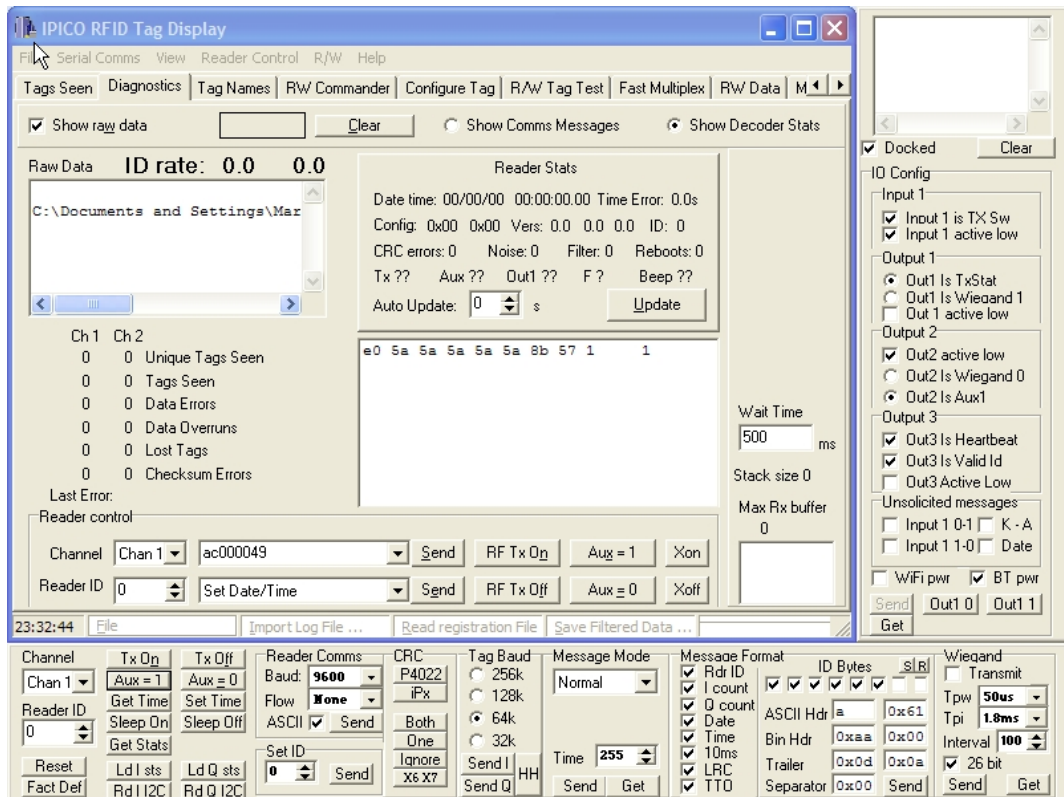 IPICO RFID Tag Display
File Serial Comms View Reader Control R/W Help
Tags Seen Diagnostics Tag Names RW Commander Configure Tag R/W Tag Test Fast Multiplex RW Data M
Show raw data Clear Show Comms Messages Show Decoder Stats
Raw Data ID rate: 0.0 0.0
C:\Documents and Settings\Mar
Reader Stats
Date time: 00/00/00 00:00:00.00 Time Error: 0.0s
Config: 0x00 0x00 Vers: 0.0 0.0 0.0 ID: 0
CRC errors: 0 Noise: 0 Filter: 0 Reboots: 0
Tx ?? Aux ?? Out1 ?? F ? Beep ??
Auto Update: 0 s Update
Ch 1 Ch 2
0 0 Unique Tags Seen
0 0 Tags Seen
0 0 Data Errors
0 0 Data Overruns
0 0 Lost Tags
0 0 Checksum Errors
Last Error:
e0 5a 5a 5a 5a 5a 8b 57 1 1
Wait Time
500 ms
Stack size 0
Max Rx buffer
0
Reader control
Channel Chan 1 ac000049 Send RF Tx On Aux = 1 Xon
Reader ID 0 Set Date/Time Send RF Tx Off Aux = 0 Xoff
23:32:44 File Import Log File ... Read registration File Save Filtered Data ...
Docked Clear
IO Config
Input 1
Input 1 is TX Sw
Input 1 active low
Output 1
Out1 Is TxStat
Out1 Is Wiegand 1
Out 1 active low
Output 2
Out2 active low
Out2 Is Wiegand 0
Out2 Is Aux1
Output 3
Out3 Is Heartbeat
Out3 Is Valid Id
Out3 Active Low
Unsolicited messages
Input 1 0-1 K - A
Input 1 1-0 Date
WiFi pwr BT pwr
Send Out1 0 Out1 1
Get
Channel
Chan 1
Reader ID
0
Reset
Fact Def
Tx On Tx Off
Aux = 1 Aux = 0
Get Time Set Time
Sleep On Sleep Off
Get Stats
Ld I sts Ld Q sts
Rd I I2C Rd Q I2C
Reader Comms
Baud: 9600
Flow None
ASCII Send
Set ID
0 Send
CRC
P4022
iPx
Both
One
Ignore
X6 X7
Tag Baud
256k
128k
64k
32k
Send I
Send Q
HH
Message Mode
Normal
Time 255
Send Get
Message Format
Rdr ID
I count
Q count
Date
Time
10ms
LRC
TTO
ID Bytes S R
ASCII Hdr a 0x61
Bin Hdr 0xaa 0x00
Trailer 0x0d 0x0a
Separator 0x00 Send
Wiegand
Transmit
Tpw 50us
Tpi 1.8ms
Interval 100
26 bit
Send Get